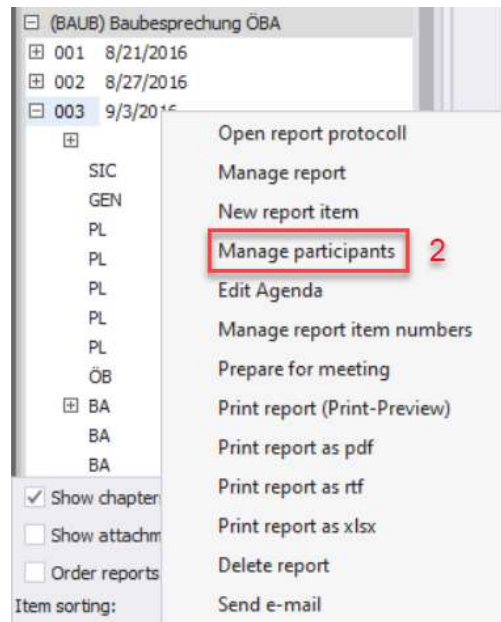 (BAUB) Baubesprechung ÖBA
001 8/21/2016
002 8/27/2016
003 9/3/2016
SIC
GEN
PL
PL
PL
PL
PL
ÖB
BA
BA
BA
Show chapter
Show attachm
Order reports
Item sorting:
Open report protocoll
Manage report
New report item
Manage participants 2
Edit Agenda
Manage report item numbers
Prepare for meeting
Print report (Print-Preview)
Print report as pdf
Print report as rtf
Print report as xlsx
Delete report
Send e-mail